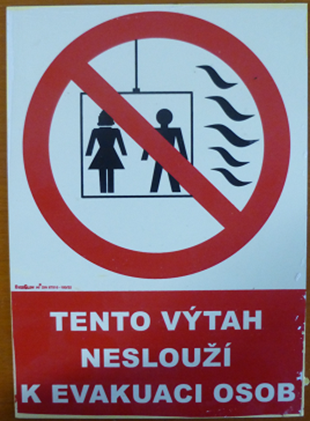 TENTO VÝTAH
NESLOUŽÍ
K EVAKUACI OSOB